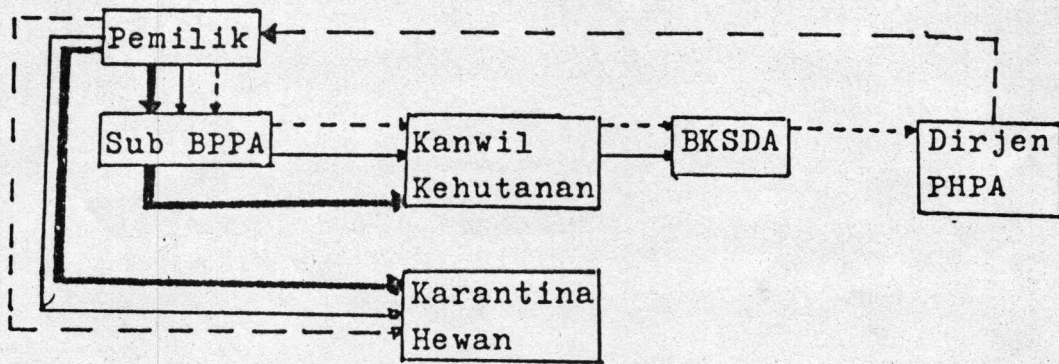 Pemilik
Sub BPPA
Kanwil
Kehutanan
BKSDA
Dirjen
PHPA
Karantina
Hewan